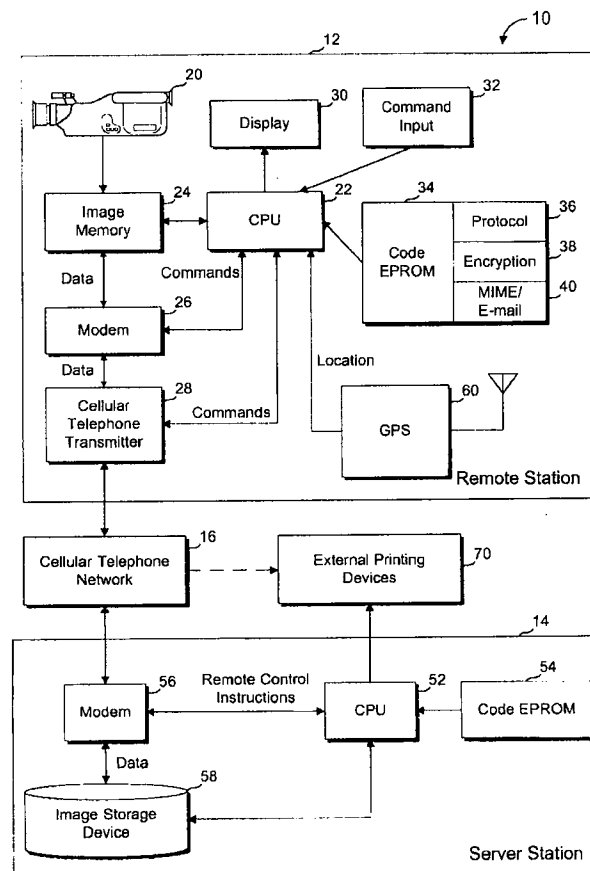 10
12
20
30
32
Display
Command
Input
24
22
34
Image
Memory
CPU
Code
EPROM
Protocol
36
Encryption
38
MIME/
E-mail
40
Data
Commands
26
Modem
Data
Location
28
Cellular
Telephone
Transmitter
Commands
60
GPS
Remote Station
16
Cellular Telephone
Network
70
External Printing
Devices
14
56
Modem
Remote Control
Instructions
52
CPU
54
Code EPROM
Data
58
Image Storage
Device
Server Station